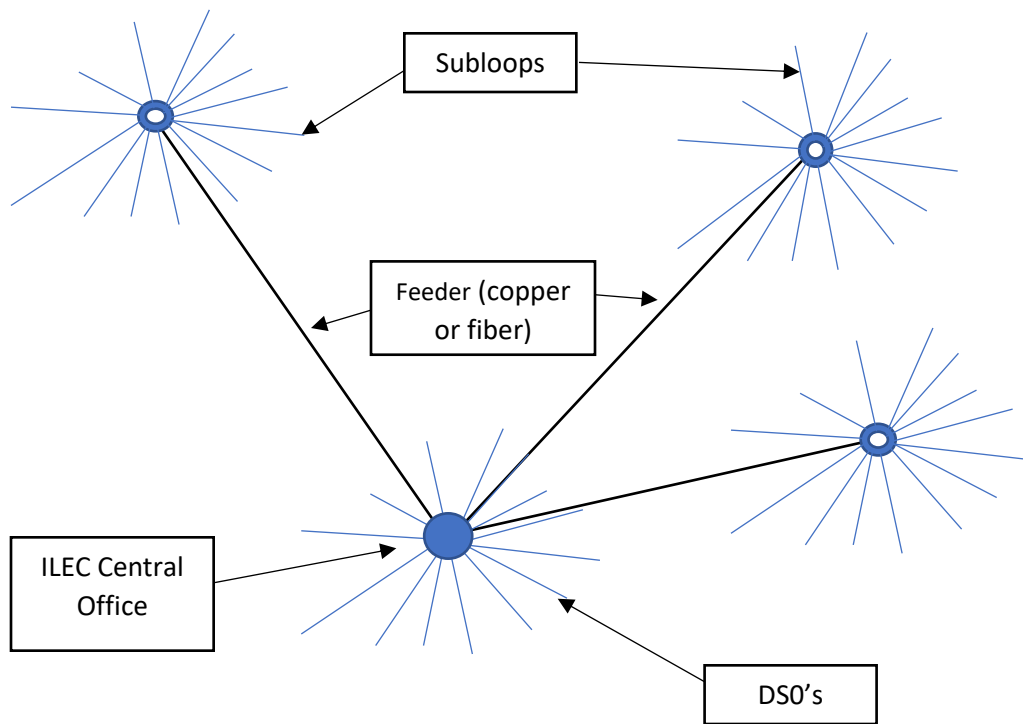 Subloops
Feeder (copper
or fiber)
ILEC Central
Office
DS0's